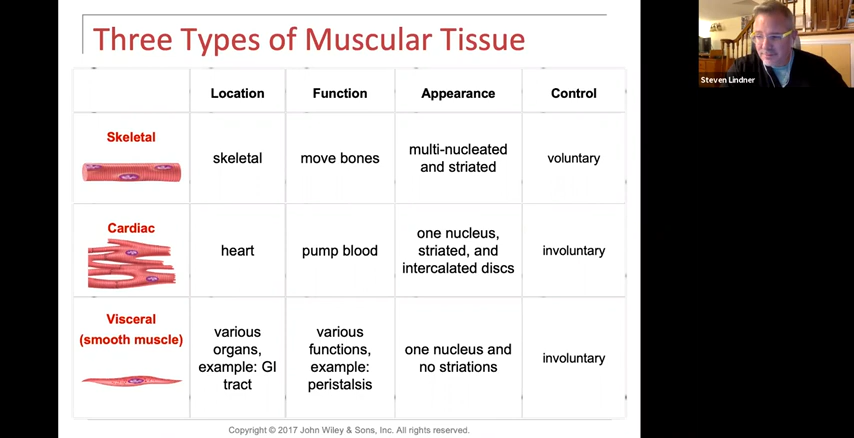 Three Types of Muscular Tissue
Steven Lindner
Location Function Appearance Control
Skeletal
skeletal
move bones
multi-nucleated
and striated
voluntary
Cardiac
heart
pump blood
one nucleus,
striated, and
intercalated discs
involuntary
Visceral
(smooth muscle)
various
organs,
example: GI
tract
various
functions,
example:
peristalsis
one nucleus and
no striations
involuntary
Copyright © 2017 John Wiley & Sons, Inc. All rights reserved.